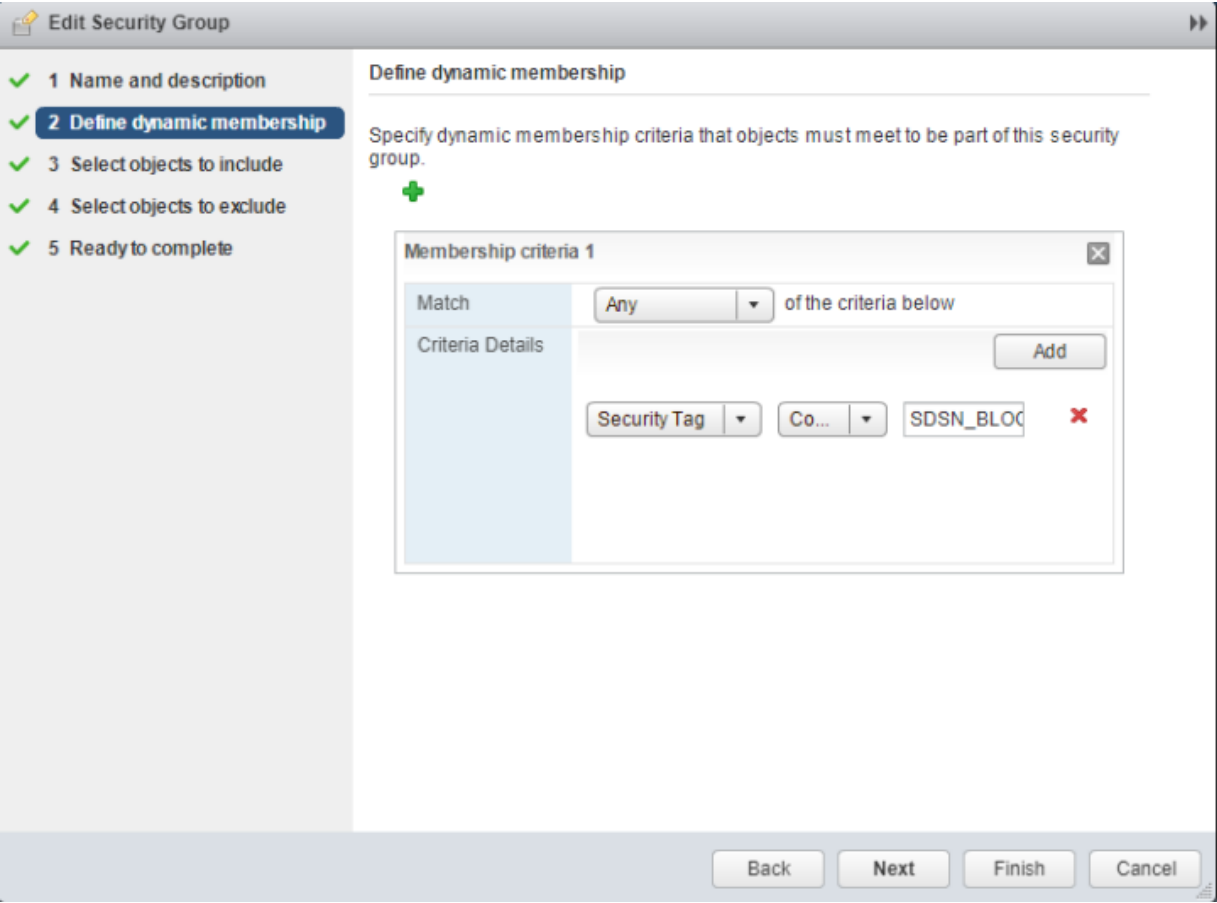 Edit Security Group
1 Name and description
2 Define dynamic membership
3 Select objects to include
4 Select objects to exclude
5 Ready to complete
Define dynamic membership
Specify dynamic membership criteria that objects must meet to be part of this security
group.
Membership criteria 1
Match Any of the criteria below
Criteria Details Add
Security Tag Co... SDSN_BLOC
Back Next Finish Cancel